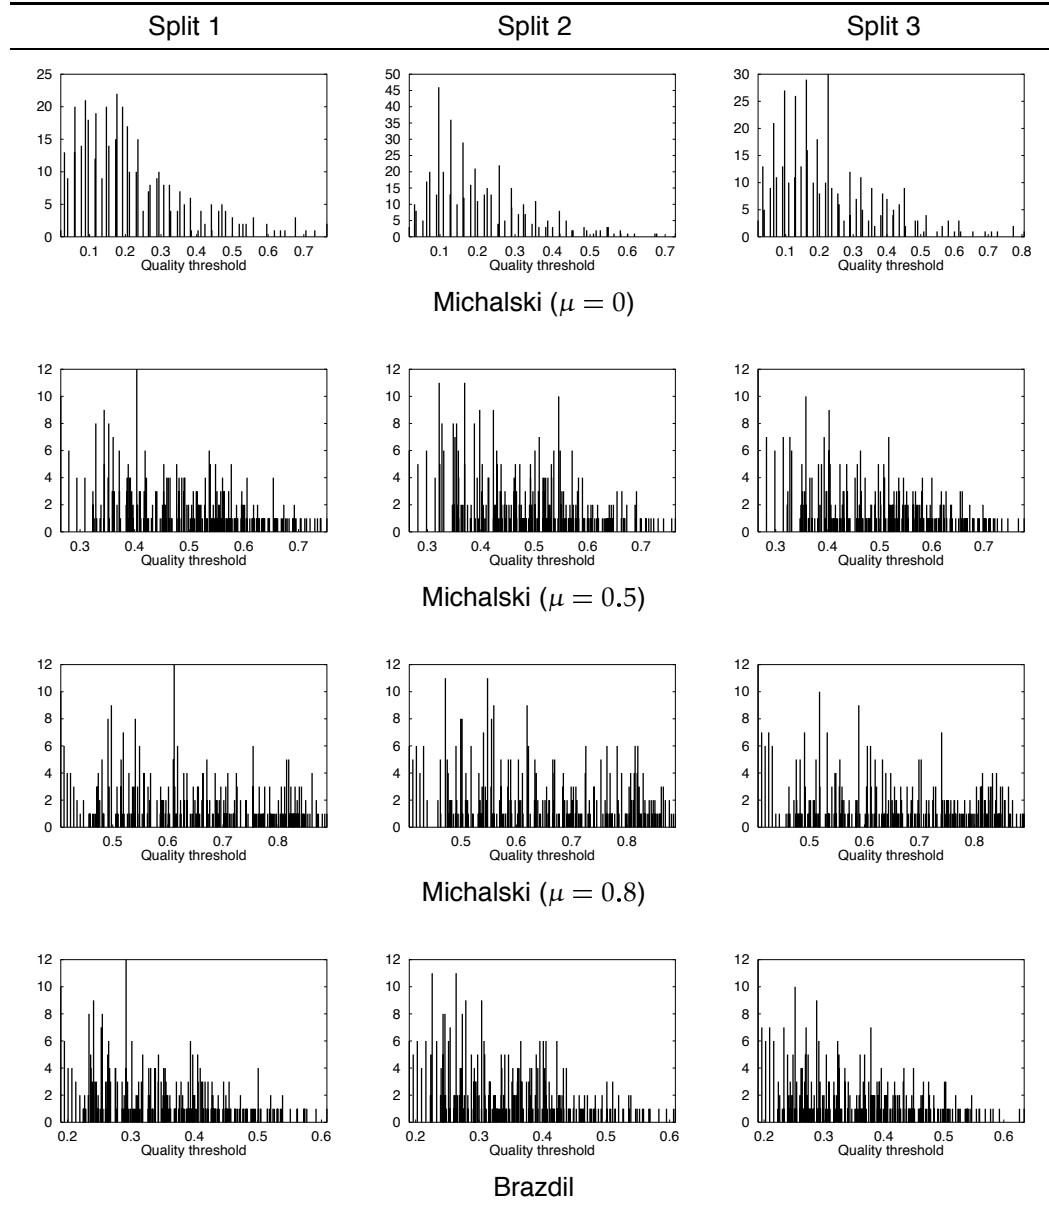 Split 1 Split 2 Split 3
25 20 15 10 5 0
0.1 0.2 0.3 0.4 0.5 0.6 0.7
Quality threshold
50 45 40 35 30 25 20 15 10 5 0
0.1 0.2 0.3 0.4 0.5 0.6 0.7
Quality threshold
30 25 20 15 10 5 0
0.1 0.2 0.3 0.4 0.5 0.6 0.7 0.8
Quality threshold
Michalski (μ = 0)
12 10 8 6 4 2 0
0.3 0.4 0.5 0.6 0.7
Quality threshold
12 10 8 6 4 2 0
0.3 0.4 0.5 0.6 0.7
Quality threshold
12 10 8 6 4 2 0
0.3 0.4 0.5 0.6 0.7
Quality threshold
Michalski (μ = 0.5)
12 10 8 6 4 2 0
0.5 0.6 0.7 0.8
Quality threshold
12 10 8 6 4 2 0
0.5 0.6 0.7 0.8
Quality threshold
12 10 8 6 4 2 0
0.5 0.6 0.7 0.8
Quality threshold
Michalski (μ = 0.8)
12 10 8 6 4 2 0
0.2 0.3 0.4 0.5 0.6
Quality threshold
12 10 8 6 4 2 0
0.2 0.3 0.4 0.5 0.6
Quality threshold
12 10 8 6 4 2 0
0.2 0.3 0.4 0.5 0.6
Quality threshold
Brazdil